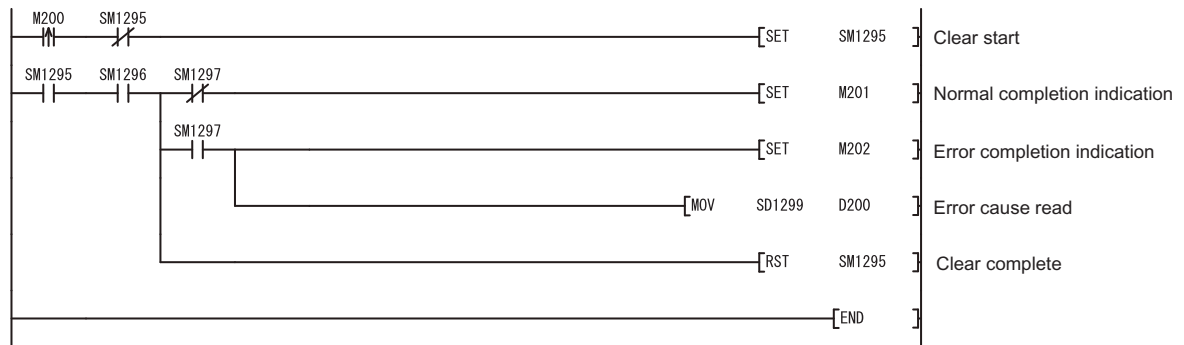 M200 SM1295
SET SM1295 Clear start
SM1295 SM1296 SM1297
SET M201 Normal completion indication
SM1297
SET M202 Error completion indication
MOV SD1299 D200 Error cause read
RST SM1295 Clear complete
END